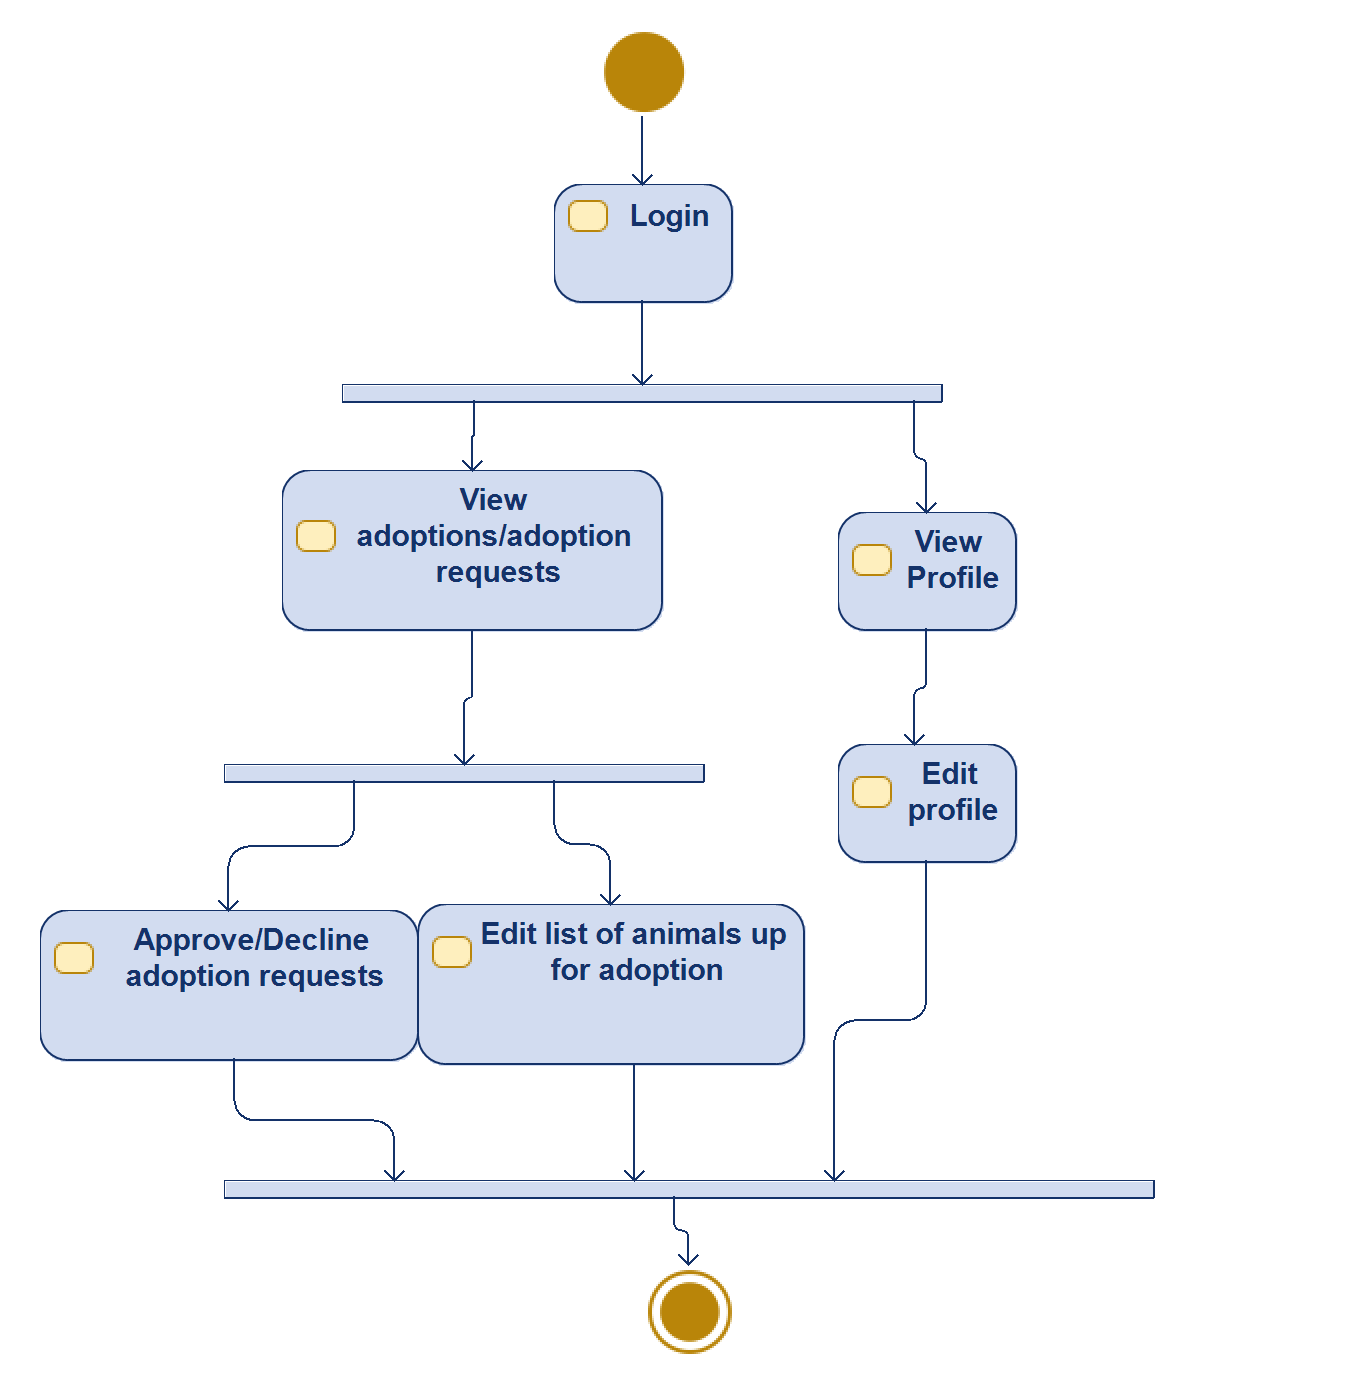 Login
View
adoptions/adoption
requests
View
Profile
Edit
profile
Approve/Decline
adoption requests
Edit list of animals up
for adoption